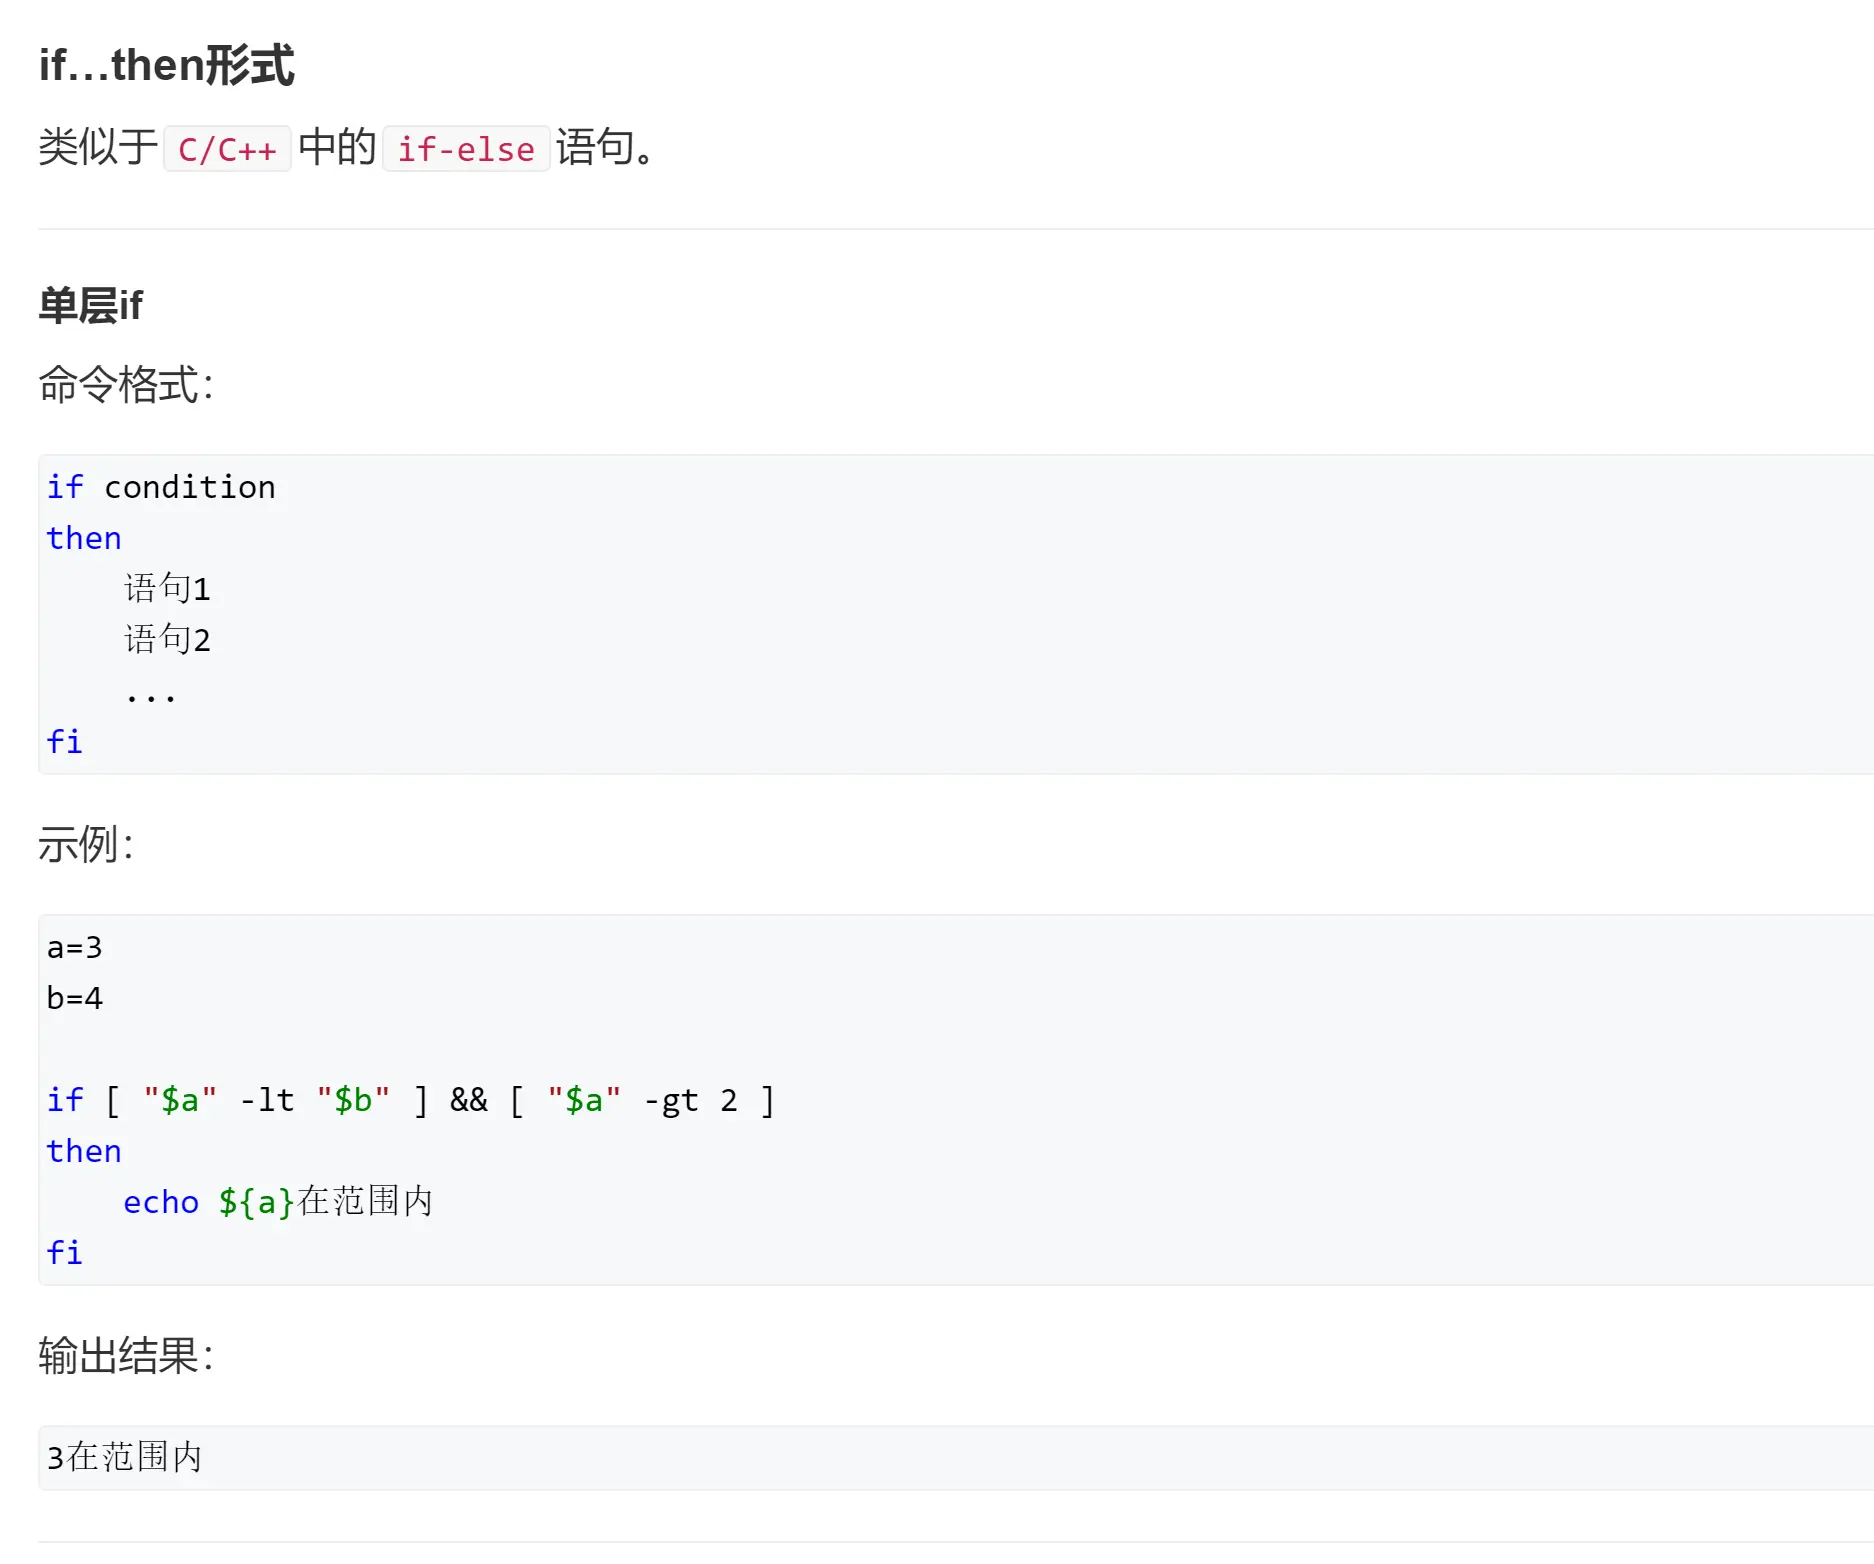 if…then形式
类似于 C/C++ 中的 if-else 语句。
单层if
命令格式：
if condition
then
    语句1
    语句2
    ...
fi
示例：
a=3
b=4
if [ "$a" -lt "$b" ] && [ "$a" -gt 2 ]
then
    echo ${a}在范围内
fi
输出结果：
3在范围内